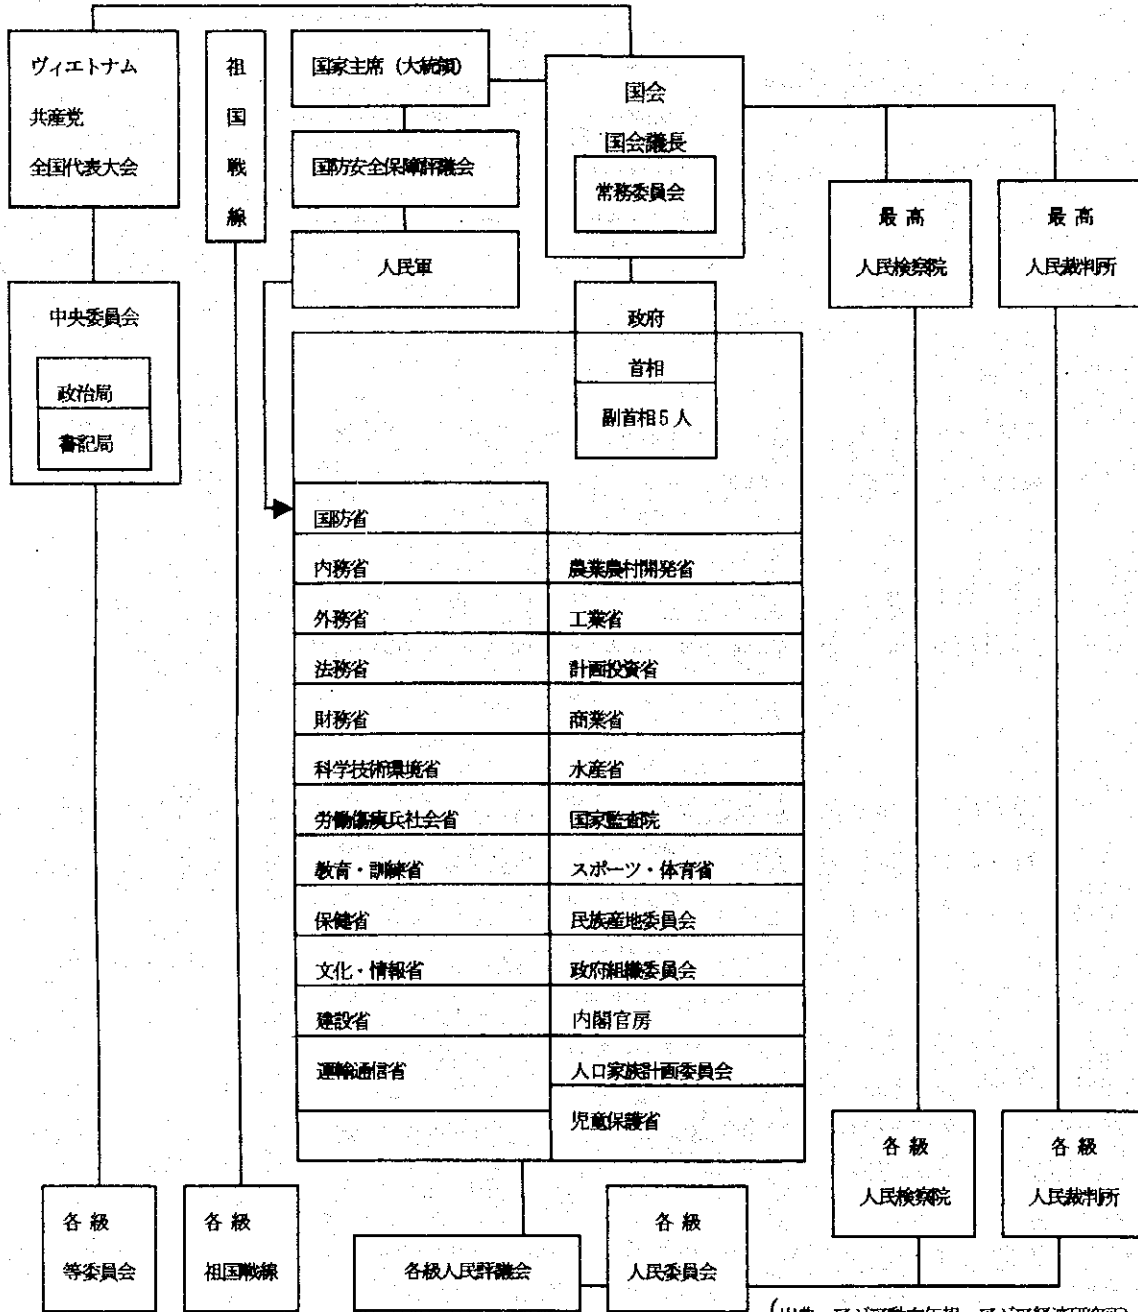 ヴィエトナム
共産党
全国代表大会
祖
国
戦
線
国家主席（大統領）
国防安全保障評議会
人民軍
国会
国会議長
常務委員会
最高
人民検察院
最高
人民裁判所
中央委員会
政治局
書記局
政府
首相
副首相5人
国防省
内務省
外務省
法務省
財務省
科学技術環境省
労働傷痍兵社会省
教育・訓練省
保健省
文化・情報省
建設省
運輸通信省
農業農村開発省
工業省
計画投資省
商業省
水産省
国家監査院
スポーツ・体育省
民族産地委員会
政府組織委員会
内閣官房
人口家族計画委員会
児童保護省
各級
等委員会
各級
祖国戦線
各級人民評議会
各級
人民委員会
各級
人民検察院
各級
人民裁判所